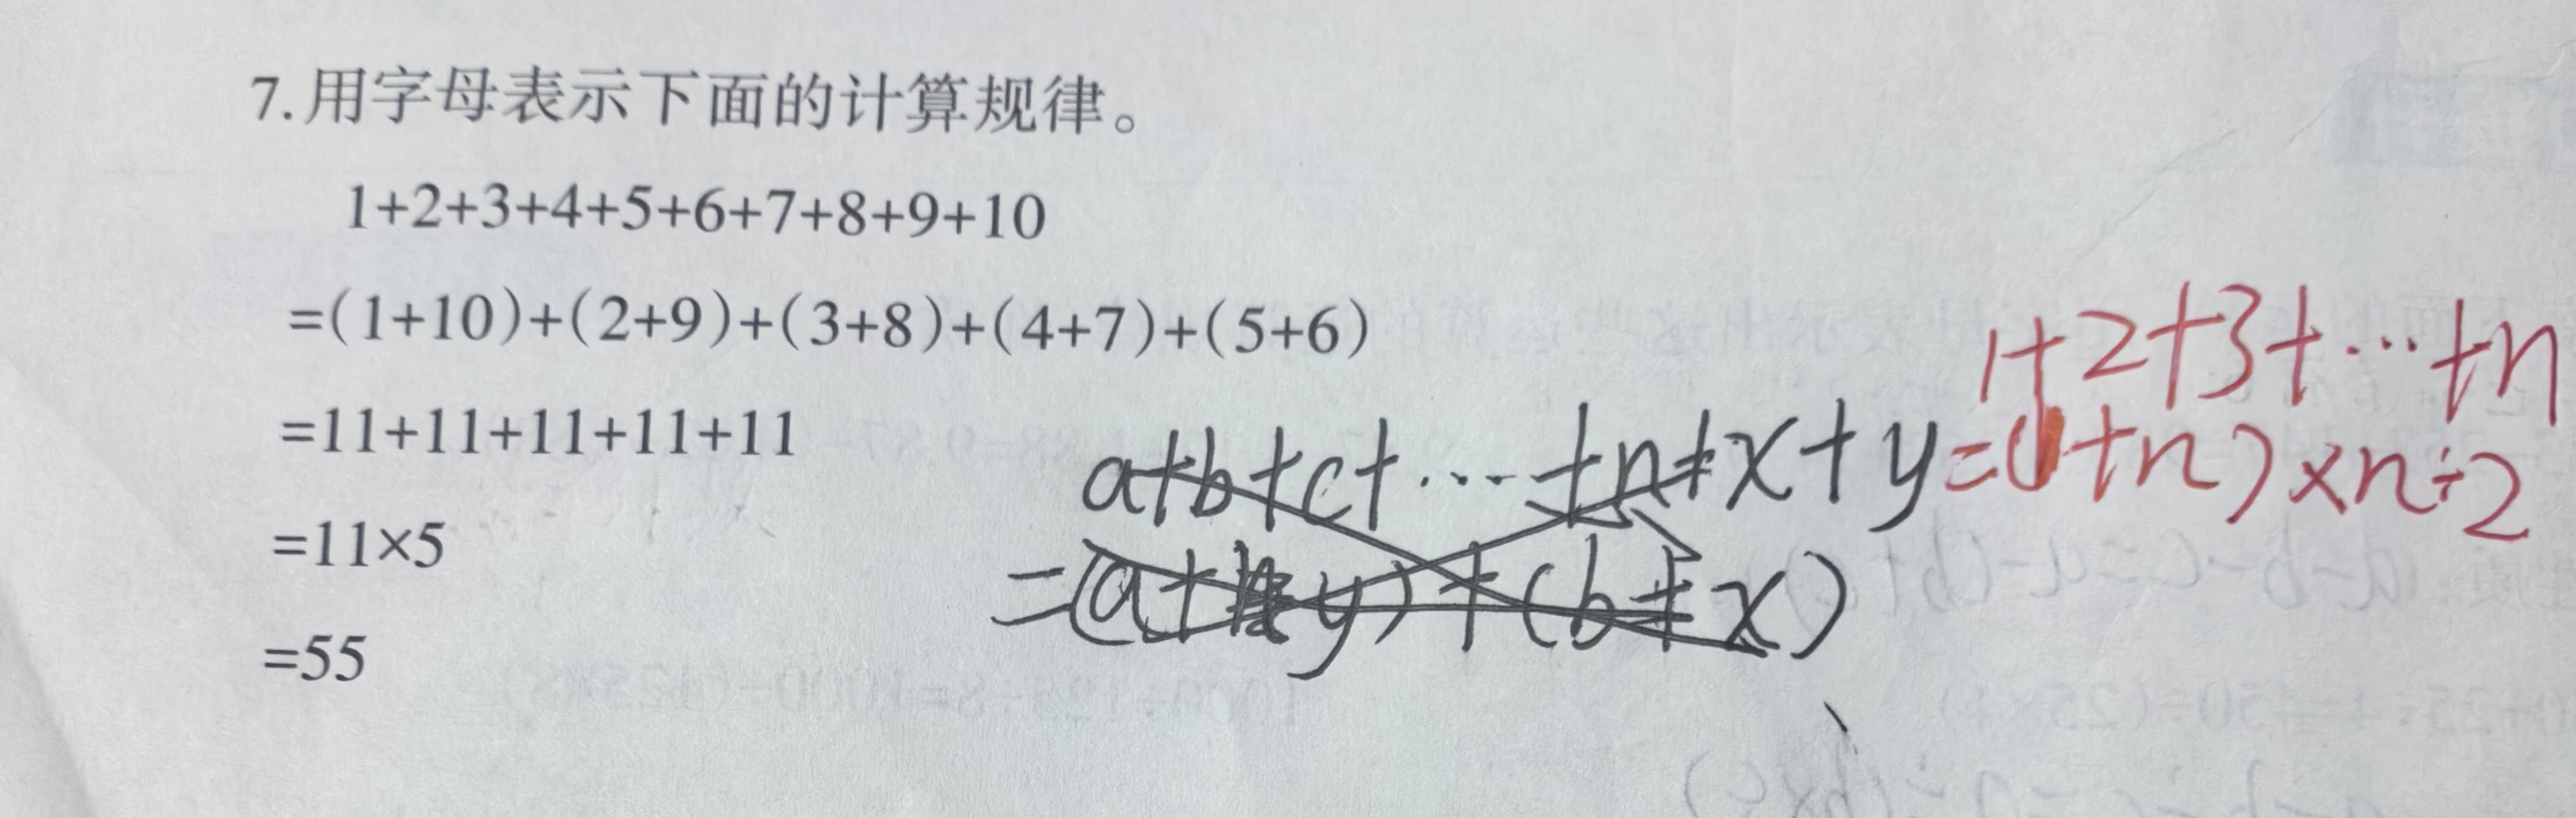 7.用字母表示下面的计算规律。
1+2+3+4+5+6+7+8+9+10
=(1+10)+(2+9)+(3+8)+(4+7)+(5+6)
=11+11+11+11+11
=11×5
=55
1+2+3+…+n
=(1+n)×n÷2
a+b+c+……+n+x+y
=(a+y)+(b+x)